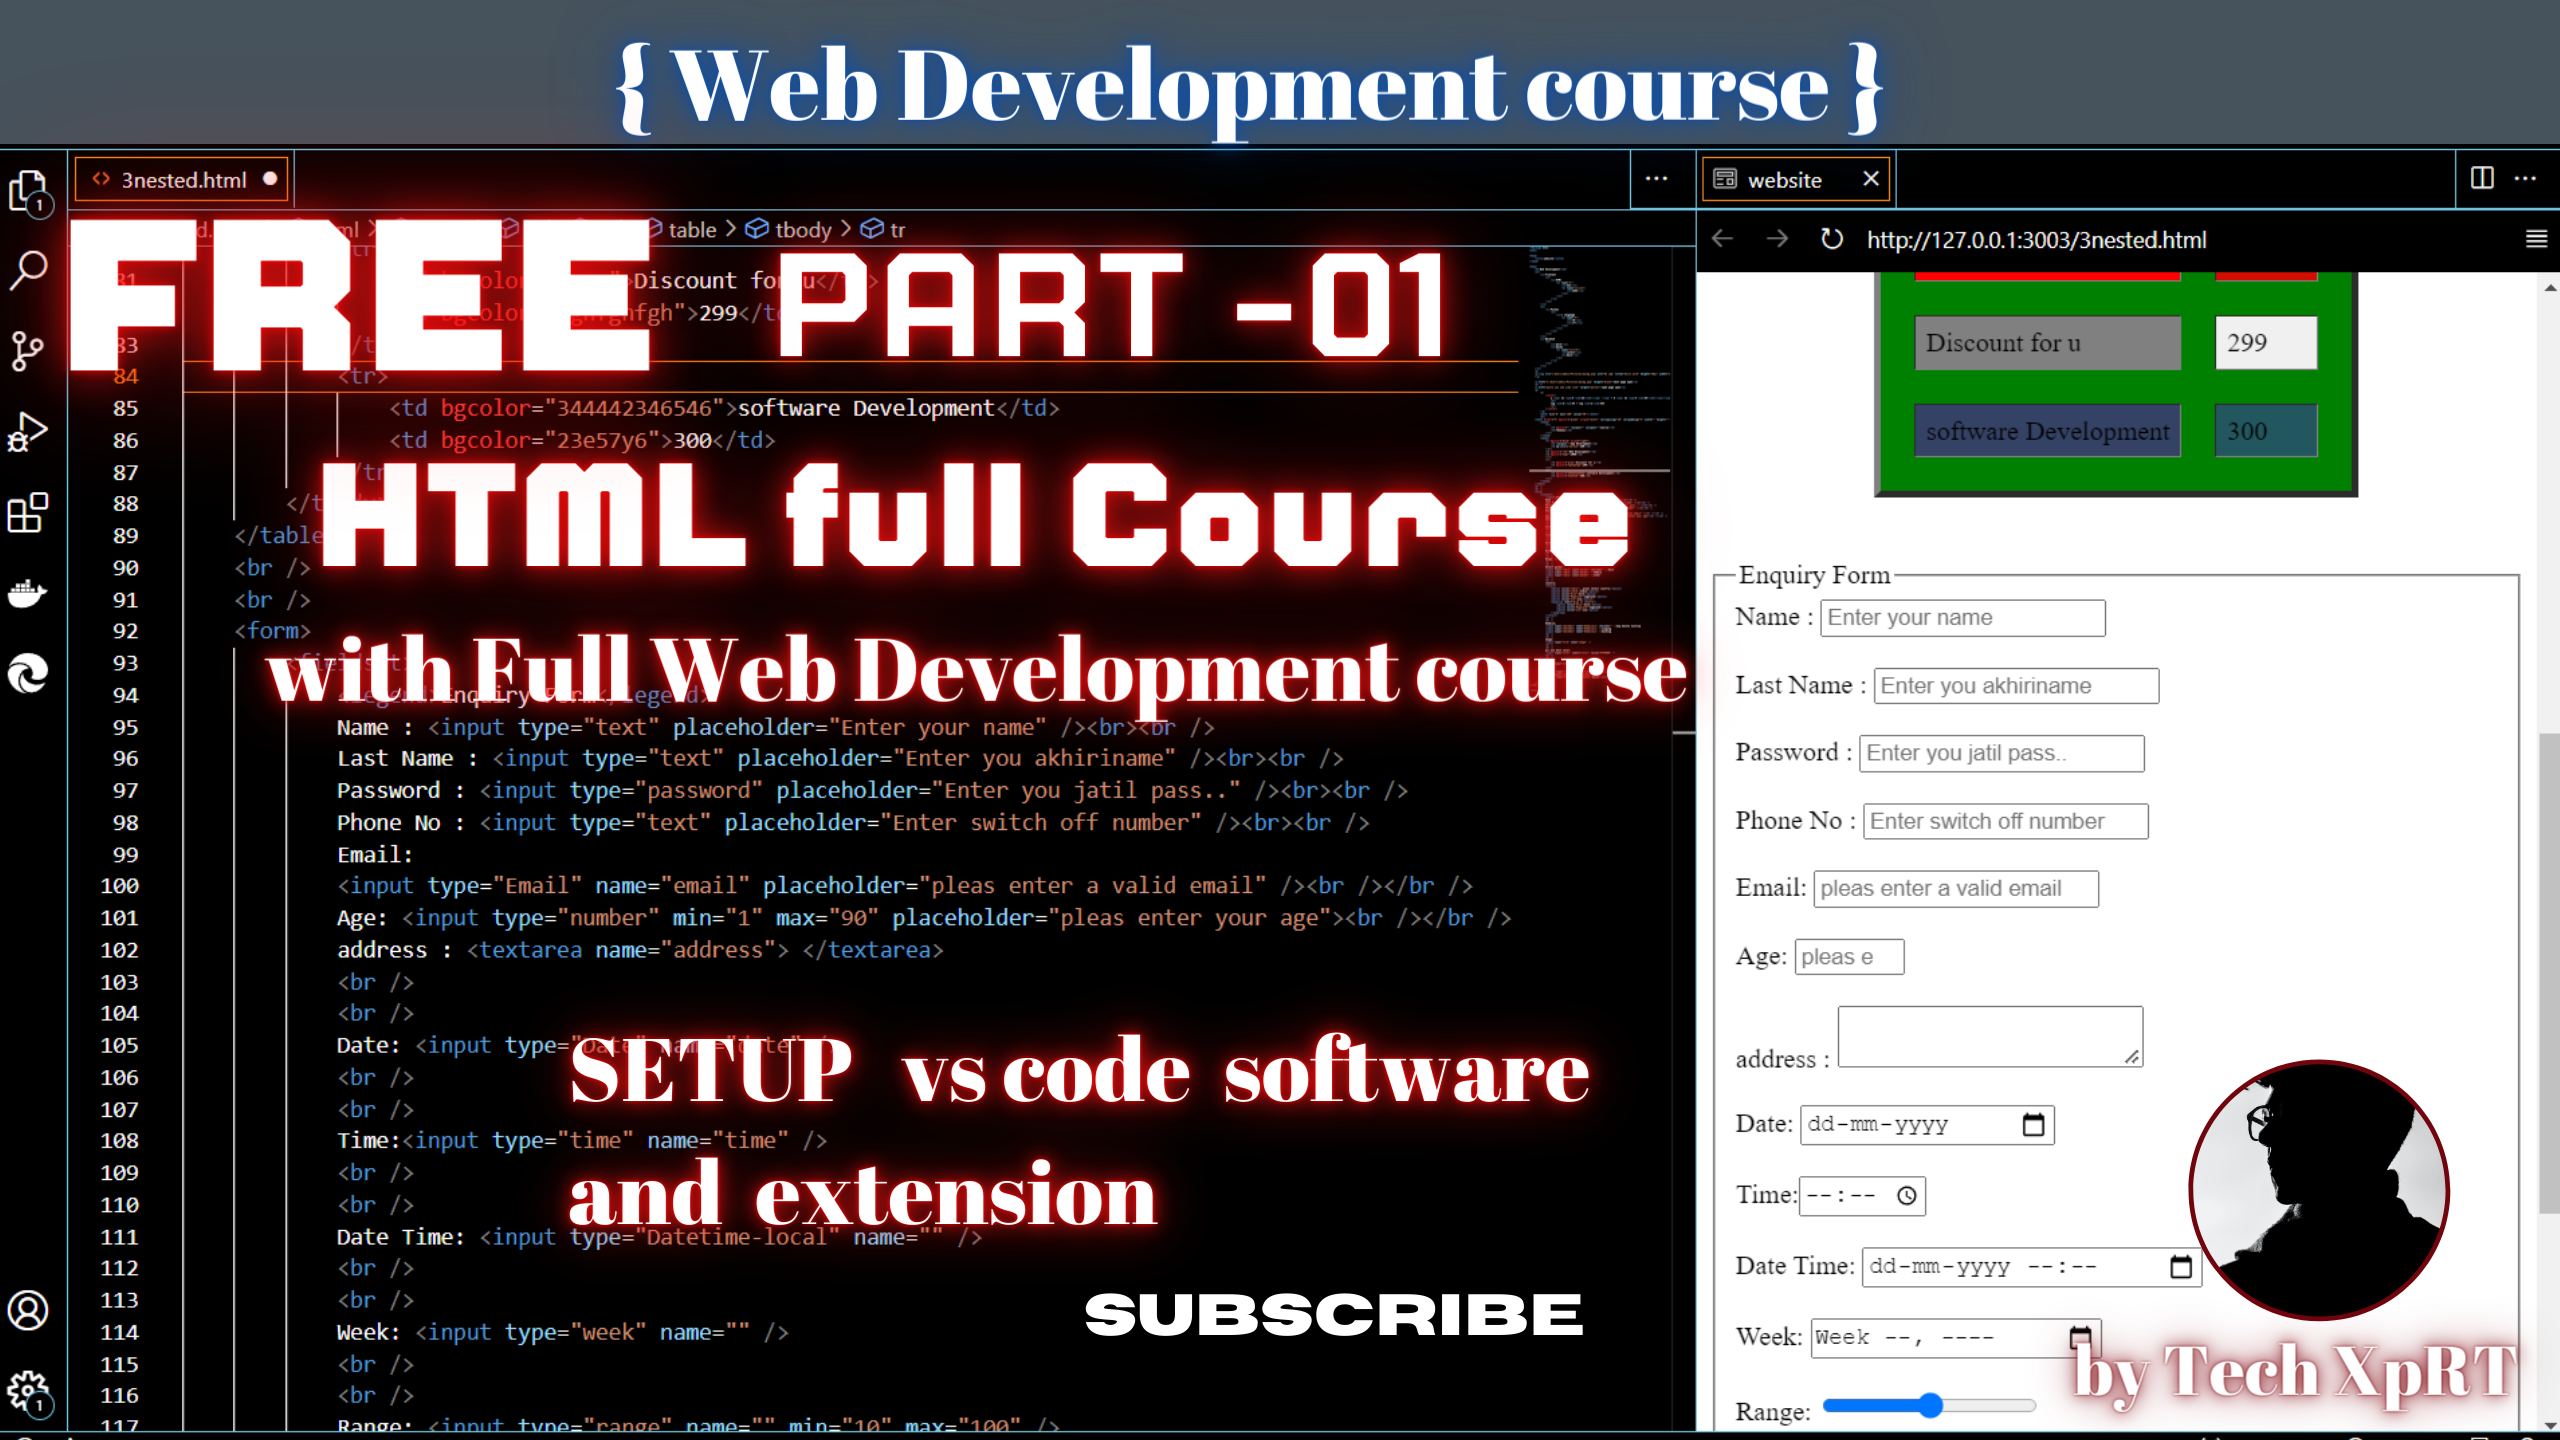 { Web Development course }
3nested.html
website
table > tbody > tr
http://127.0.0.1:3003/3nested.html
FREE PART -01
Discount for u</
">299</t
83
84 <tr>
85 <td bgcolor="344442346546">software Development</td>
86 <td bgcolor="23e57y6">300</td>
87
88
89 </table
90 <br />
91 <br />
92 <form>
93
94
95 Name : <input type="text" placeholder="Enter your name" /><br><br />
96 Last Name : <input type="text" placeholder="Enter you akhiriname" /><br><br />
97 Password : <input type="password" placeholder="Enter you jatil pass.." /><br><br />
98 Phone No : <input type="text" placeholder="Enter switch off number" /><br><br />
99 Email:
100 <input type="Email" name="email" placeholder="pleas enter a valid email" /><br /></br />
101 Age: <input type="number" min="1" max="90" placeholder="pleas enter your age"><br /></br />
102 address : <textarea name="address"> </textarea>
103 <br />
104 <br />
105 Date: <input type="Date" name="date" />
106 <br />
107 <br />
108 Time:<input type="time" name="time" />
109 <br />
110 <br />
111 Date Time: <input type="Datetime-local" name="" />
112 <br />
113 <br />
114 Week: <input type="week" name="" />
115 <br />
116 <br />
117 Range: <input type="range" name="" min="10" max="100" />
HTML full Course
with Full Web Development course
SETUP vs code software
and extension
SUBSCRIBE
Discount for u 299
software Development 300
Enquiry Form
Name : Enter your name
Last Name : Enter you akhiriname
Password : Enter you jatil pass..
Phone No : Enter switch off number
Email: pleas enter a valid email
Age: pleas e
address :
Date: dd-mm-yyyy
Time: --:--
Date Time: dd-mm-yyyy --:--
Week: Week --, ----
Range:
by Tech XpRT